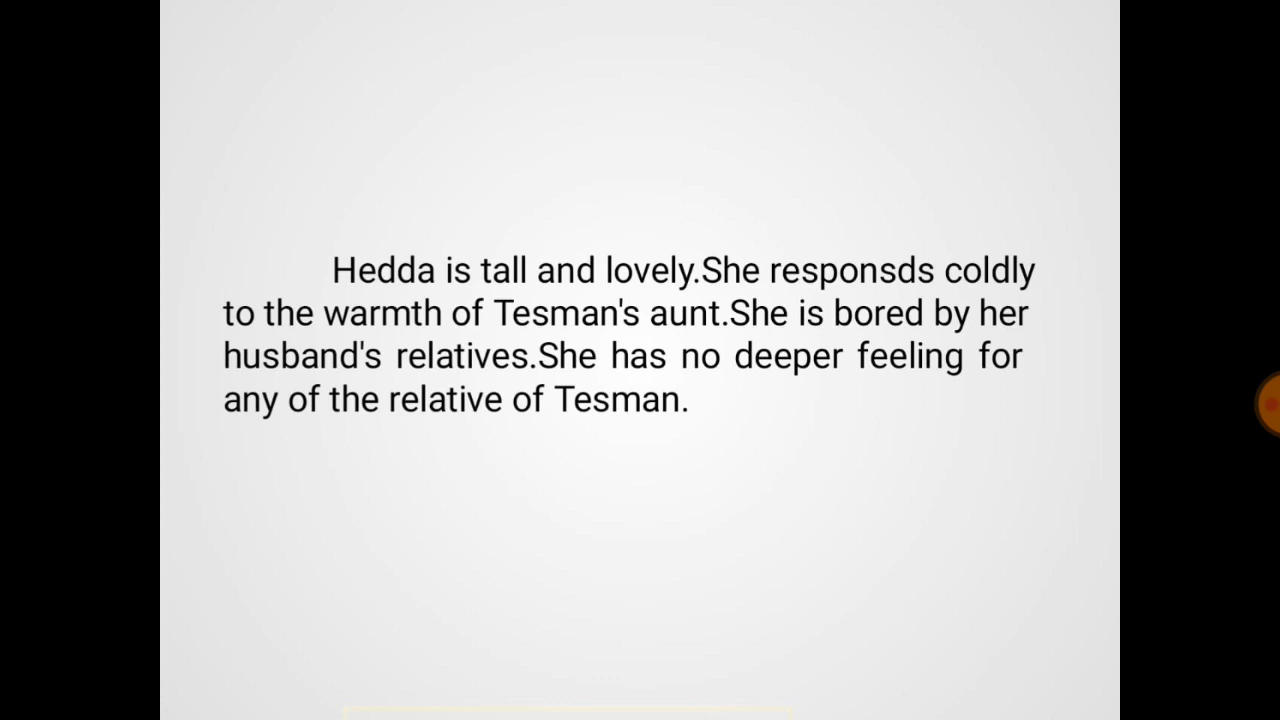 Hedda is tall and lovely.She responsds coldly
to the warmth of Tesman's aunt.She is bored by her
husband's relatives.She has no deeper feeling for
any of the relative of Tesman.